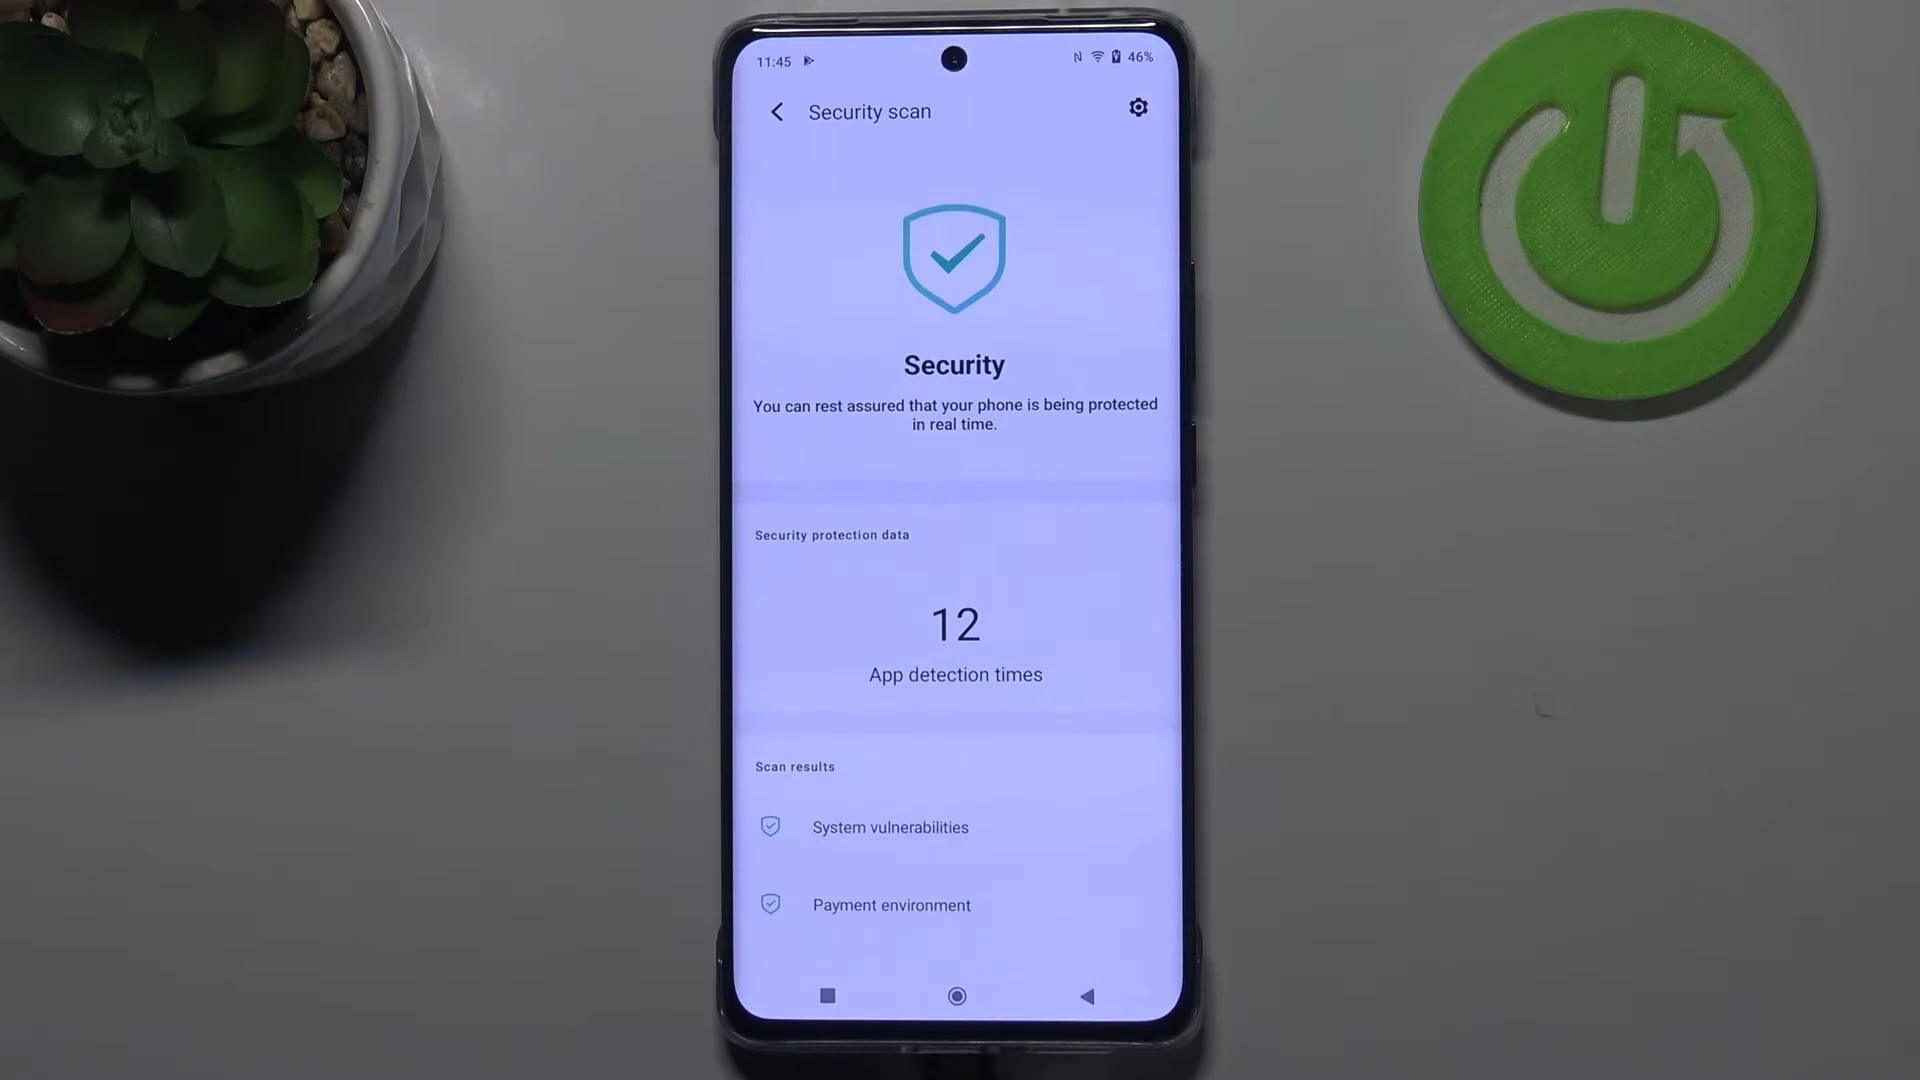 11:45
46%
Security scan
Security
You can rest assured that your phone is being protected
in real time.
Security protection data
12
App detection times
Scan results
System vulnerabilities
Payment environment